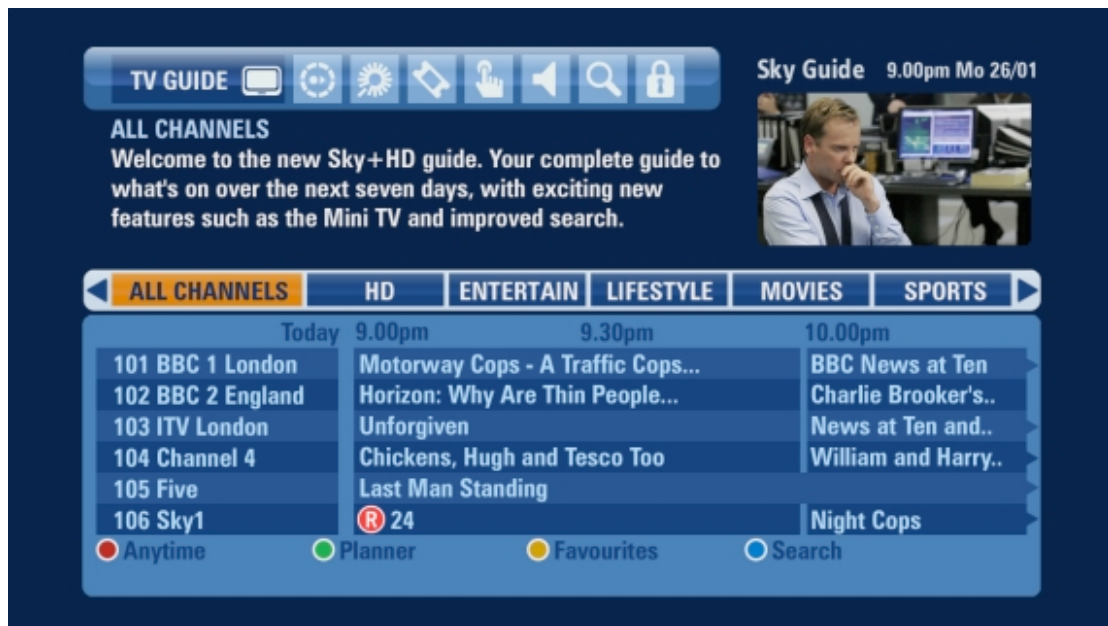 TV GUIDE
Sky Guide 9.00pm Mo 26/01
ALL CHANNELS
Welcome to the new Sky+HD guide. Your complete guide to
what's on over the next seven days, with exciting new
features such as the Mini TV and improved search.
ALL CHANNELS HD ENTERTAIN LIFESTYLE MOVIES SPORTS
Today 9.00pm 9.30pm 10.00pm
101 BBC 1 London Motorway Cops - A Traffic Cops... BBC News at Ten
102 BBC 2 England Horizon: Why Are Thin People... Charlie Brooker's..
103 ITV London Unforgiven News at Ten and..
104 Channel 4 Chickens, Hugh and Tesco Too William and Harry..
105 Five Last Man Standing
106 Sky1 R 24 Night Cops
Anytime Planner Favourites Search